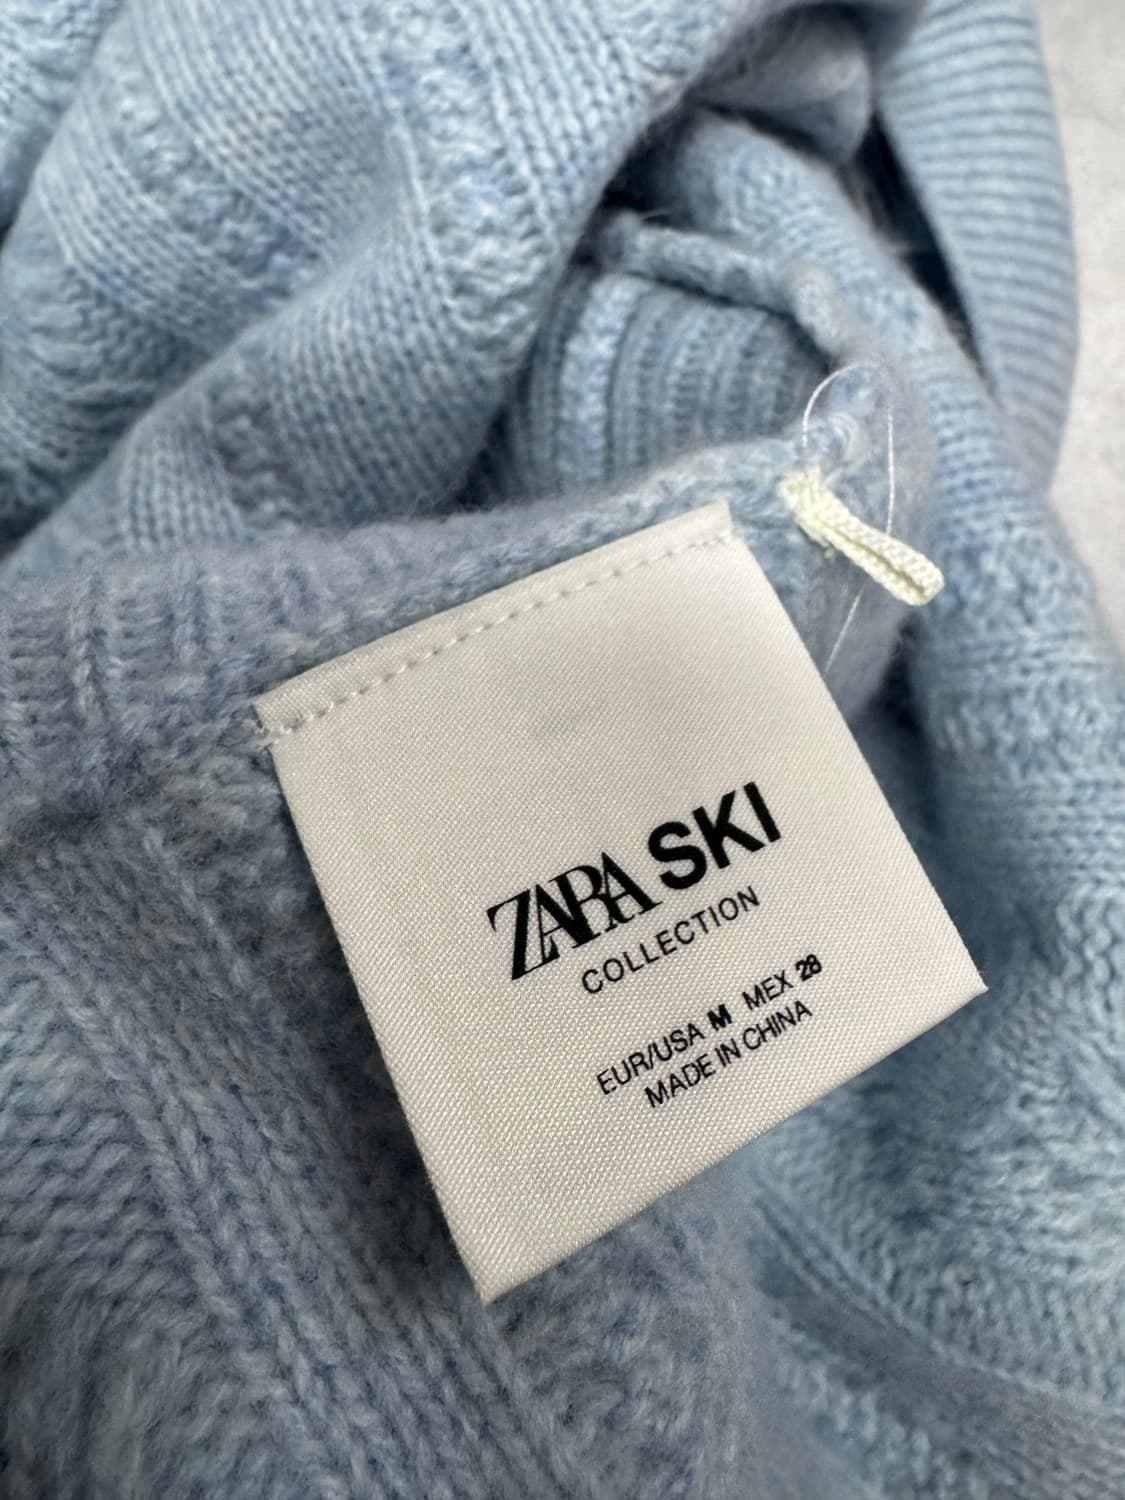 ZARA SKI
COLLECTION
EUR/USA M MEX 28
MADE IN CHINA